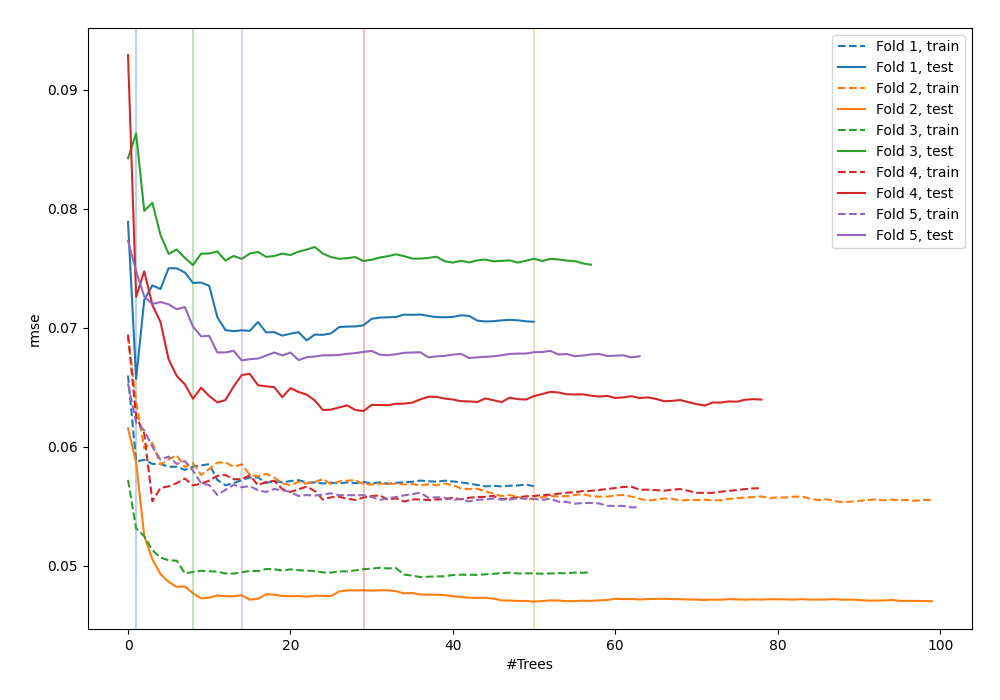 0.09
0.08
0.07
0.06
0.05
rmse
0
20
40
60
80
100
#Trees
Fold 1, train
Fold 1, test
Fold 2, train
Fold 2, test
Fold 3, train
Fold 3, test
Fold 4, train
Fold 4, test
Fold 5, train
Fold 5, test